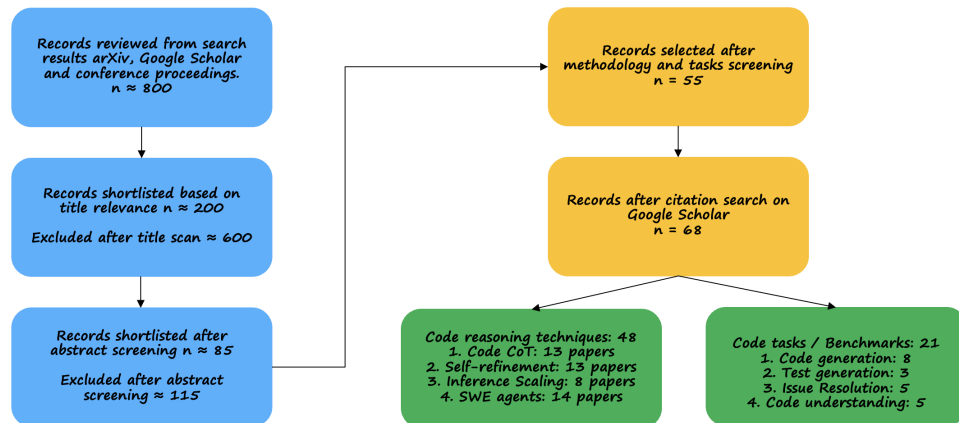 Records reviewed from search
results arXiv, Google Scholar
and conference proceedings.
n ≈ 800
Records shortlisted based on
title relevance n ≈ 200
Excluded after title scan ≈ 600
Records shortlisted after
abstract screening n ≈ 85
Excluded after abstract
screening ≈ 115
Records selected after
methodology and tasks screening
n = 55
Records after citation search on
Google Scholar
n = 68
Code reasoning techniques: 48
1. Code CoT: 13 papers
2. Self-refinement: 13 papers
3. Inference Scaling: 8 papers
4. SWE agents: 14 papers
Code tasks / Benchmarks: 21
1. Code generation: 8
2. Test generation: 3
3. Issue Resolution: 5
4. Code understanding: 5